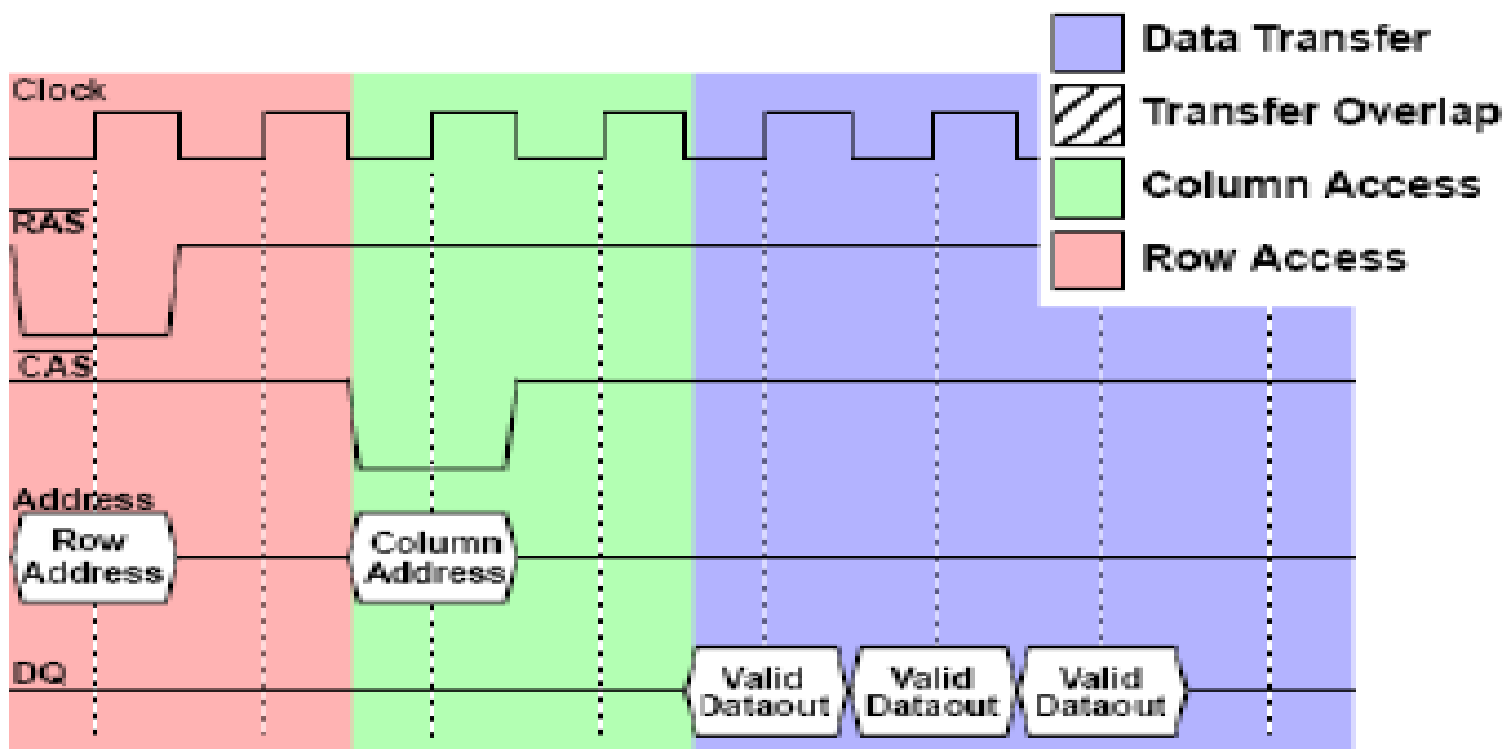 Data Transfer
Transfer Overlap
Column Access
Row Access
Clock
RAS
CAS
Address
Row
Address
Column
Address
DQ
Valid
Dataout
Valid
Dataout
Valid
Dataout